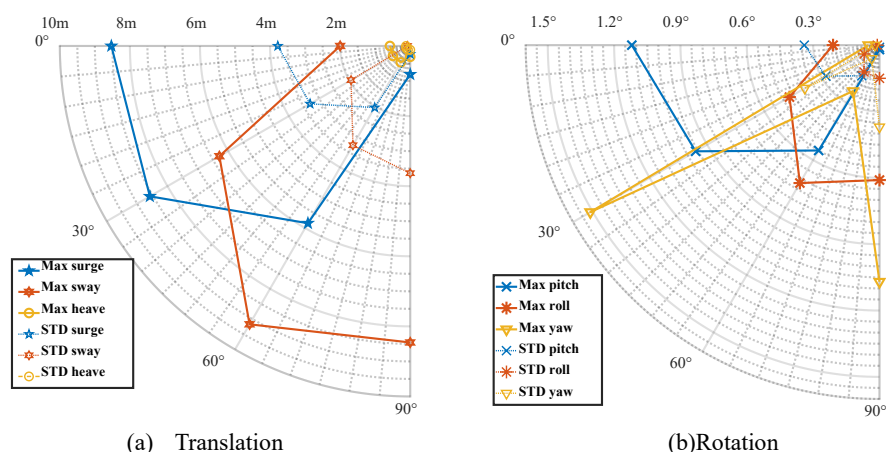 10m 8m 4m 2m
0°
30°
60°
90°
Max surge
Max sway
Max heave
STD surge
STD sway
STD heave
(a) Translation
1.5° 1.2° 0.9° 0.6° 0.3°
0°
30°
60°
90°
Max pitch
Max roll
Max yaw
STD pitch
STD roll
STD yaw
(b)Rotation